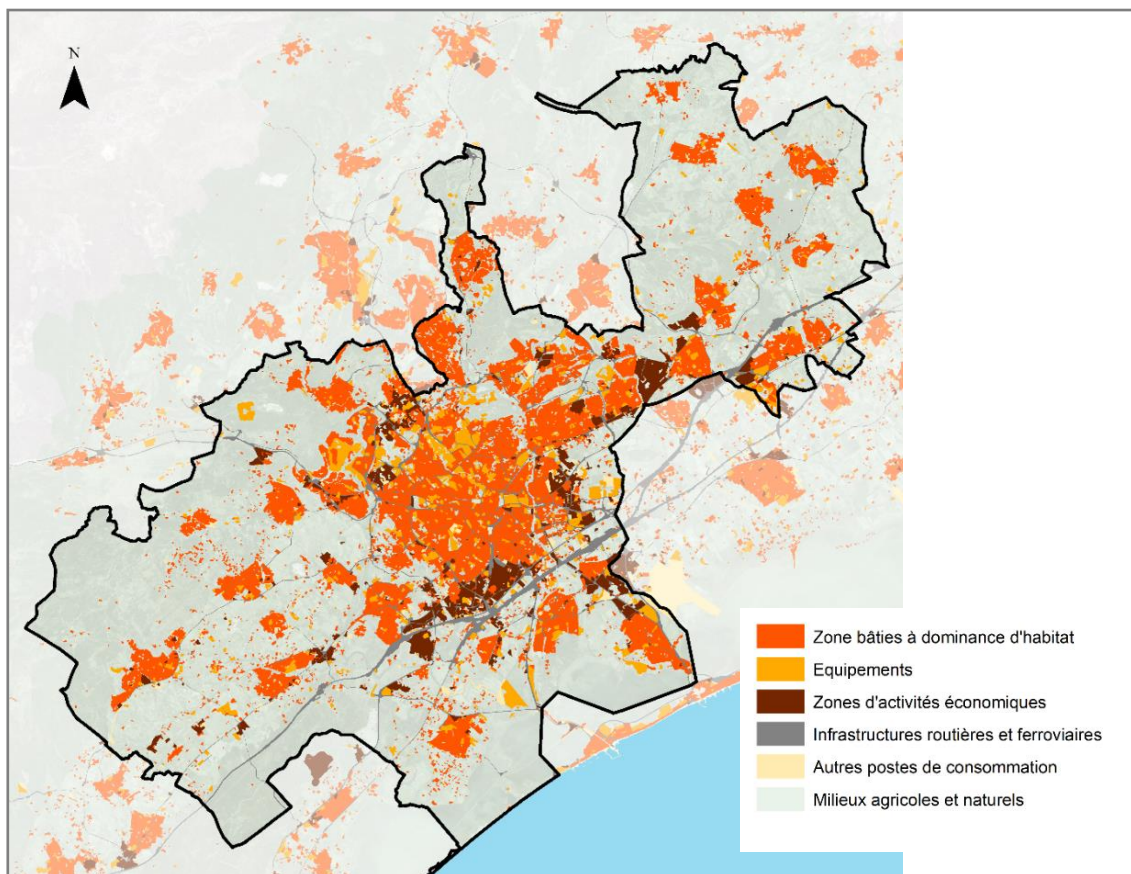 N
Zone bâties à dominance d'habitat
Equipements
Zones d'activités économiques
Infrastructures routières et ferroviaires
Autres postes de consommation
Milieux agricoles et naturels